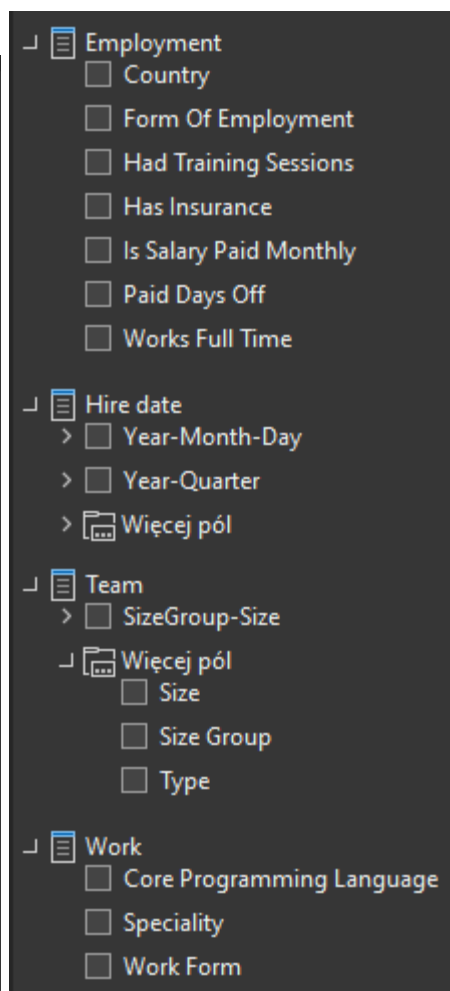 Employment
Country
Form Of Employment
Had Training Sessions
Has Insurance
Is Salary Paid Monthly
Paid Days Off
Works Full Time
Hire date
Year-Month-Day
Year-Quarter
Więcej pól
Team
SizeGroup-Size
Więcej pól
Size
Size Group
Type
Work
Core Programming Language
Speciality
Work Form